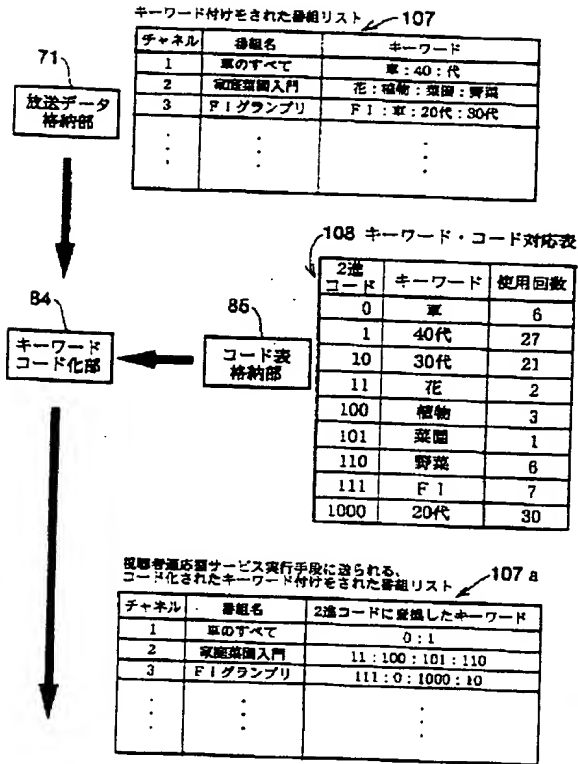 キーワード付けをされた番組リスト 107
チャネル 番組名 キーワード
1 車のすべて 車:40:代
2 家庭菜園入門 花:植物:菜園:野菜
3 FIグランプリ FI:車:20代:30代
71
放送データ
格納部
108 キーワード・コード対応表
2進
コード キーワード 使用回数
0 車 6
1 40代 27
10 30代 21
11 花 2
100 植物 3
101 菜園 1
110 野菜 6
111 FI 7
1000 20代 30
84
キーワード
コード化部
85
コード表
格納部
視聴者適応型サービス実行手段に送られる、
コード化されたキーワード付けをされた番組リスト 107a
チャネル 番組名 2進コードに変換したキーワード
1 車のすべて 0:1
2 家庭菜園入門 11:100:101:110
3 FIグランプリ 111:0:1000:10